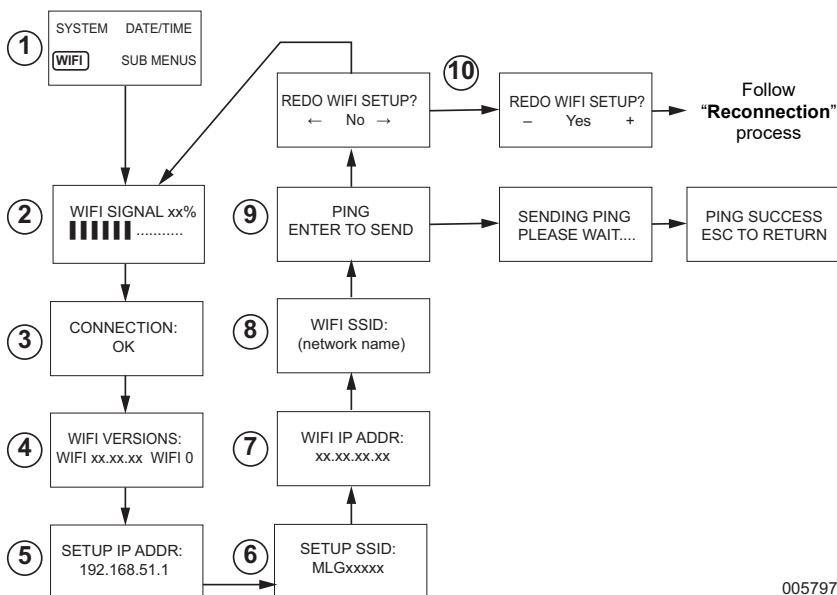 1
SYSTEM DATE/TIME
WIFI SUB MENUS
2
WIFI SIGNAL xx%
...........
3
CONNECTION:
OK
4
WIFI VERSIONS:
WIFI xx.xx.xx WIFI 0
5
SETUP IP ADDR:
192.168.51.1
6
SETUP SSID:
MLGxxxxx
7
WIFI IP ADDR:
xx.xx.xx.xx
8
WIFI SSID:
(network name)
9
PING
ENTER TO SEND
SENDING PING
PLEASE WAIT....
PING SUCCESS
ESC TO RETURN
REDO WIFI SETUP?
← No →
10
REDO WIFI SETUP?
– Yes +
Follow
“Reconnection”
process
005797